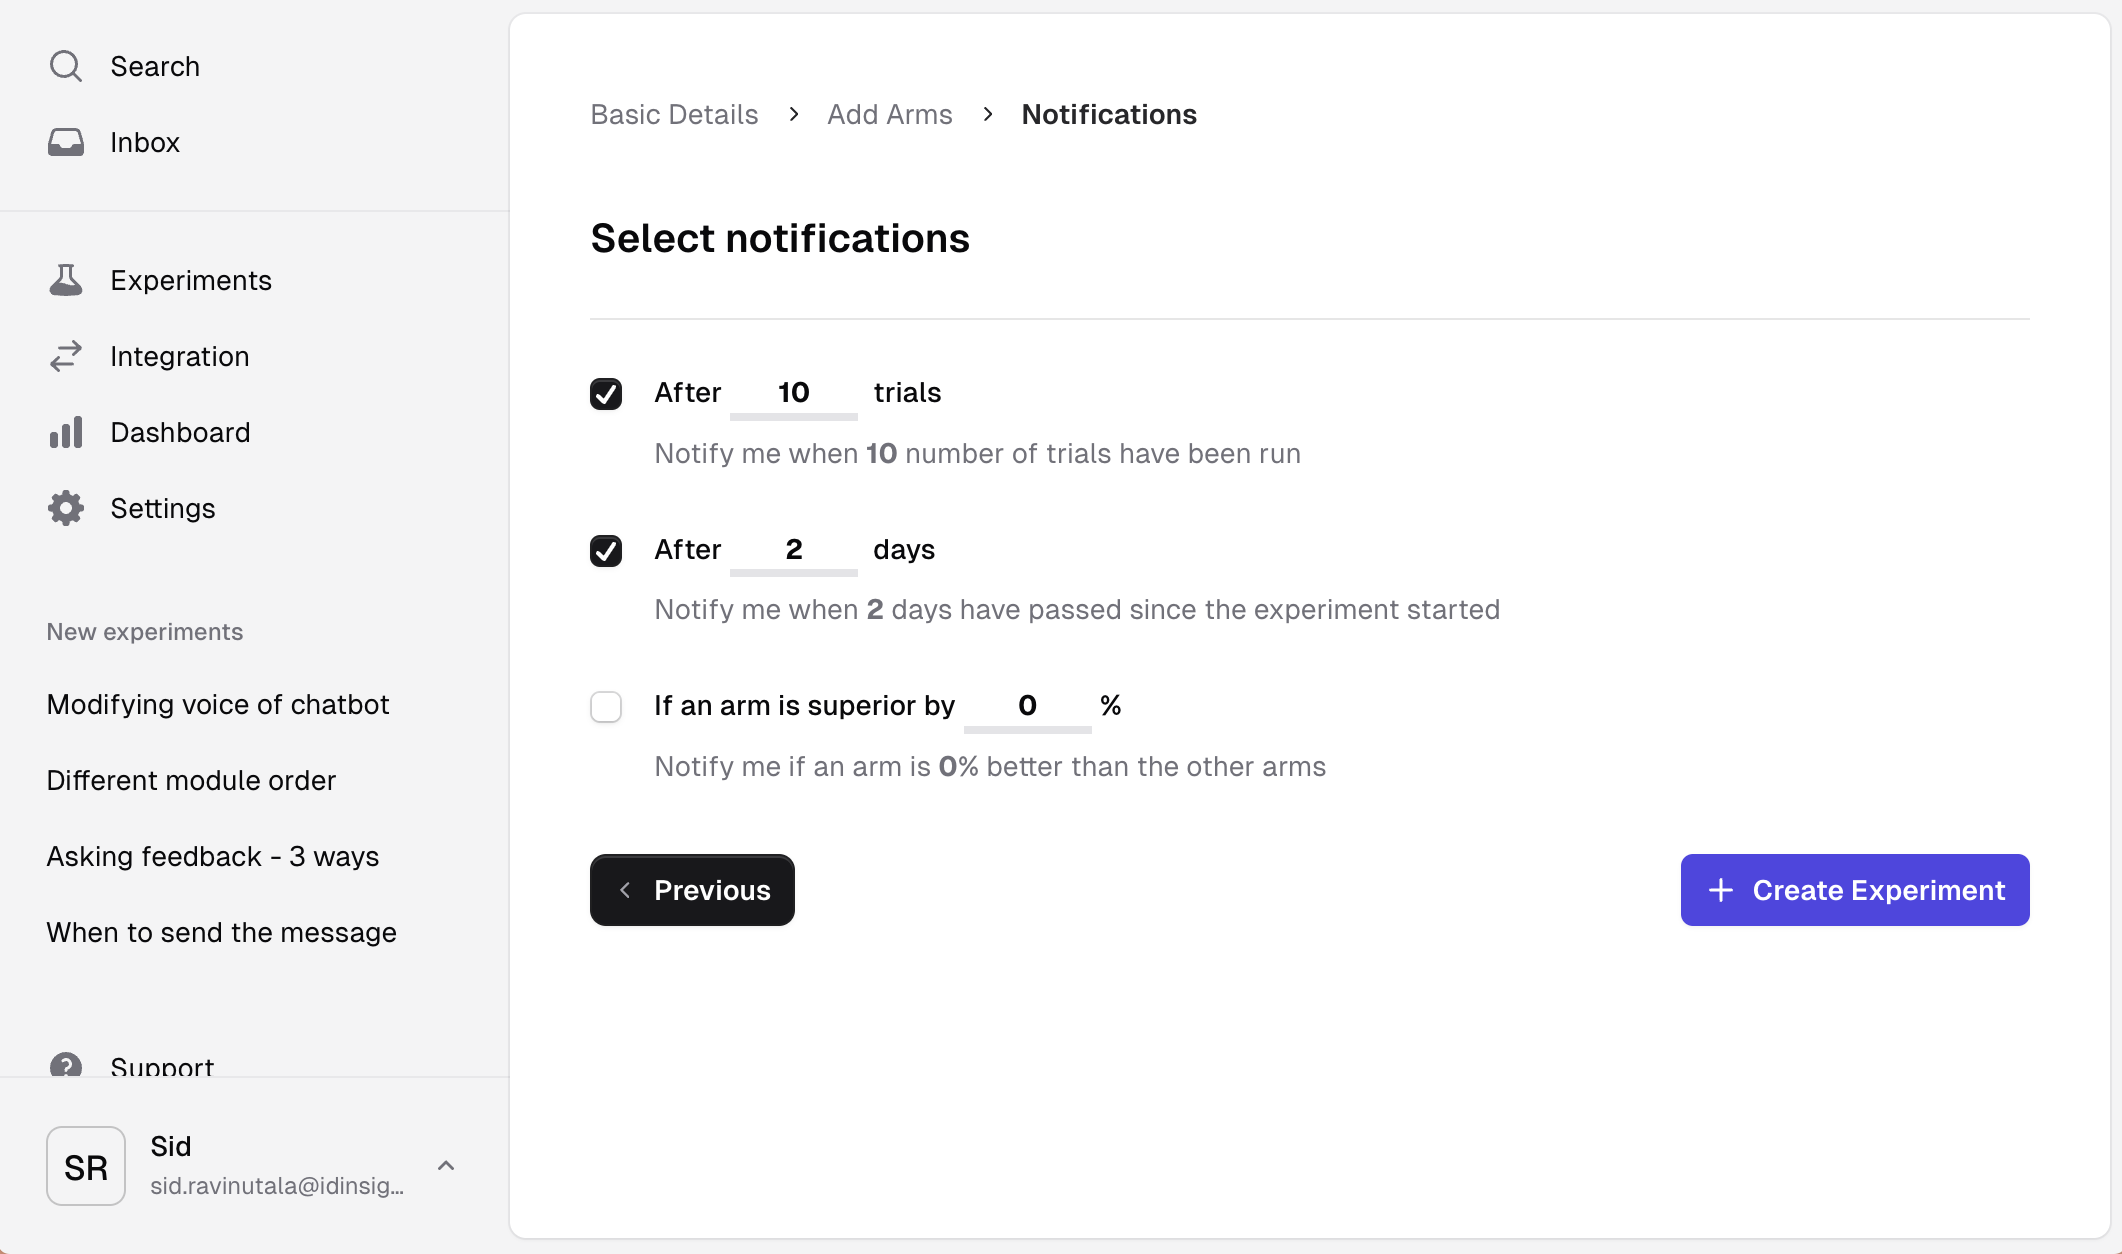 Search
Inbox
Experiments
Integration
Dashboard
Settings
New experiments
Modifying voice of chatbot
Different module order
Asking feedback - 3 ways
When to send the message
Support
SR
Sid
sid.ravinutala@idinsig...
Basic Details > Add Arms > Notifications
Select notifications
After 10 trials
Notify me when 10 number of trials have been run
After 2 days
Notify me when 2 days have passed since the experiment started
If an arm is superior by 0 %
Notify me if an arm is 0% better than the other arms
Previous
Create Experiment